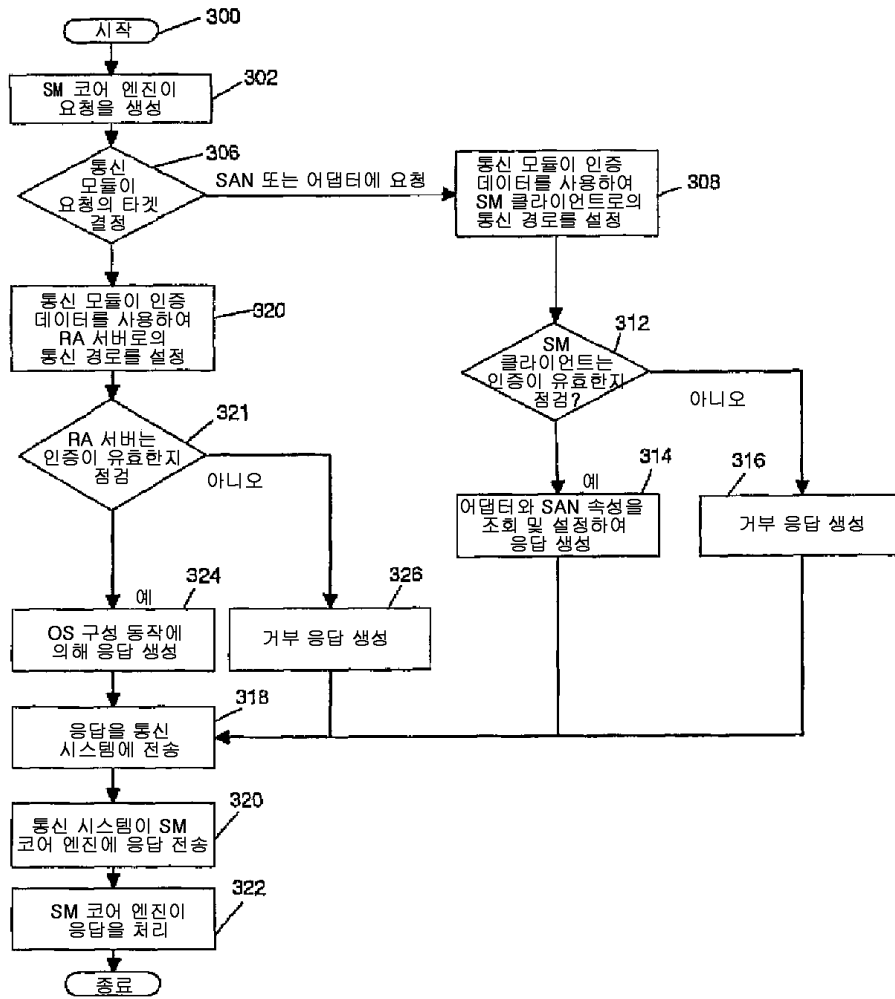 시작
300
SM 코어 엔진이
요청을 생성
302
통신
모듈이
요청의 타겟
결정
306
SAN 또는 어댑터에 요청
통신 모듈이 인증
데이터를 사용하여
SM 클라이언트로의
통신 경로를 설정
308
통신 모듈이 인증
데이터를 사용하여
RA 서버로의
통신 경로를 설정
320
SM
클라이언트는
인증이 유효한지
점검?
312
아니오
RA 서버는
인증이 유효한지
점검
321
아니오
예
어댑터와 SAN 속성을
조회 및 설정하여
응답 생성
314
거부 응답 생성
316
예
OS 구성 동작에
의해 응답 생성
324
거부 응답 생성
326
응답을 통신
시스템에 전송
318
통신 시스템이 SM
코어 엔진에 응답 전송
320
SM 코어 엔진이
응답을 처리
322
종료